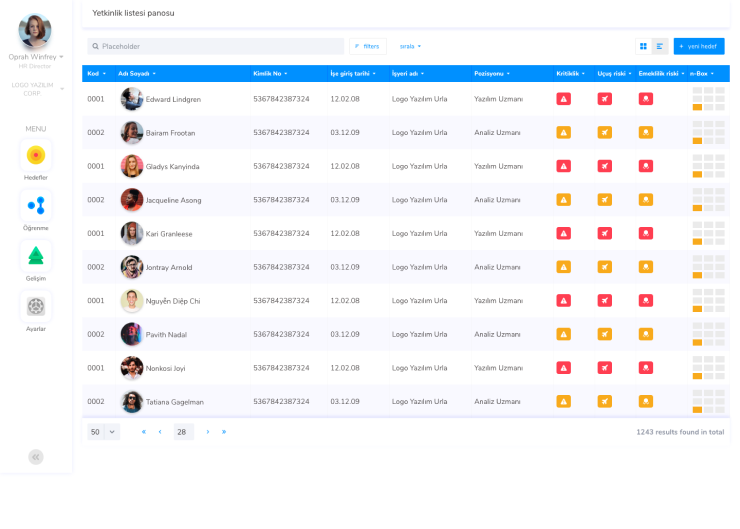 Yetkinlik listesi panosu
Oprah Winfrey
HR Director
LOGO YAZILIM CORP.
MENU
Hedefler
Öğrenme
Gelişim
Ayarlar
Placeholder
filters
sırala
+ yeni hedef
Kod Adı Soyadı Kimlik No İşe giriş tarihi İşyeri adı Pozisyonu Kritiklik Uçuş riski Emeklilik riski n-Box
0001 Edward Lindgren 5367842387324 12.02.08 Logo Yazılım Urla Yazılım Uzmanı
0002 Bairam Frootan 5367842387324 03.12.09 Logo Yazılım Urla Analiz Uzmanı
0001 Gladys Kanyinda 5367842387324 12.02.08 Logo Yazılım Urla Yazılım Uzmanı
0002 Jacqueline Asong 5367842387324 03.12.09 Logo Yazılım Urla Analiz Uzmanı
0001 Kari Granleese 5367842387324 12.02.08 Logo Yazılım Urla Yazılım Uzmanı
0002 Jontray Arnold 5367842387324 03.12.09 Logo Yazılım Urla Analiz Uzmanı
0001 Nguyễn Diệp Chi 5367842387324 12.02.08 Logo Yazılım Urla Yazılım Uzmanı
0002 Pavith Nadal 5367842387324 03.12.09 Logo Yazılım Urla Analiz Uzmanı
0001 Nonkosi Joyi 5367842387324 12.02.08 Logo Yazılım Urla Yazılım Uzmanı
0002 Tatiana Gagelman 5367842387324 03.12.09 Logo Yazılım Urla Analiz Uzmanı
50 « ‹ 28 › » 1243 results found in total